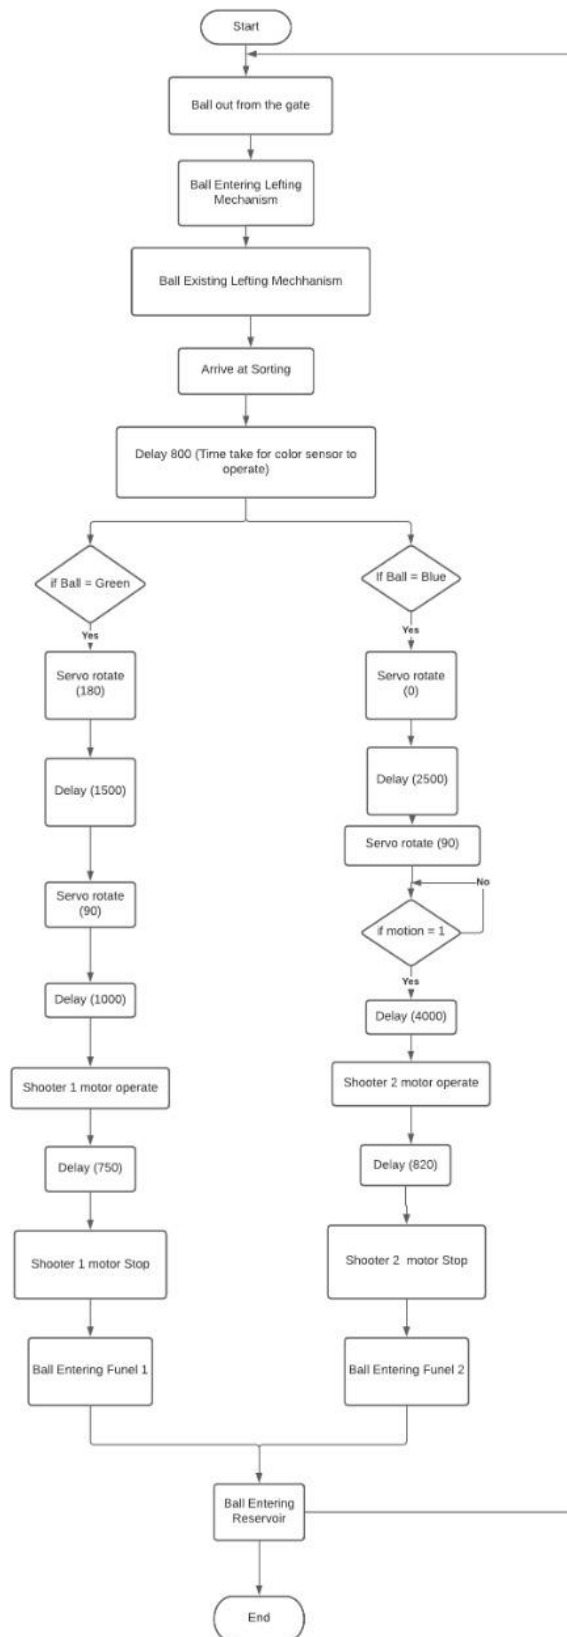 Start
Ball out from the gate
Ball Entering Lefting
Mechanism
Ball Existing Lefting Mechhanism
Arrive at Sorting
Delay 800 (Time take for color sensor to
operate)
if Ball = Green
Yes
Servo rotate
(180)
Delay (1500)
Servo rotate
(90)
Delay (1000)
Shooter 1 motor operate
Delay (750)
Shooter 1 motor Stop
Ball Entering Funel 1
If Ball = Blue
Yes
Servo rotate
(0)
Delay (2500)
Servo rotate (90)
No
if motion = 1
Yes
Delay (4000)
Shooter 2 motor operate
Delay (820)
Shooter 2 motor Stop
Ball Entering Funel 2
Ball Entering
Reservoir
End